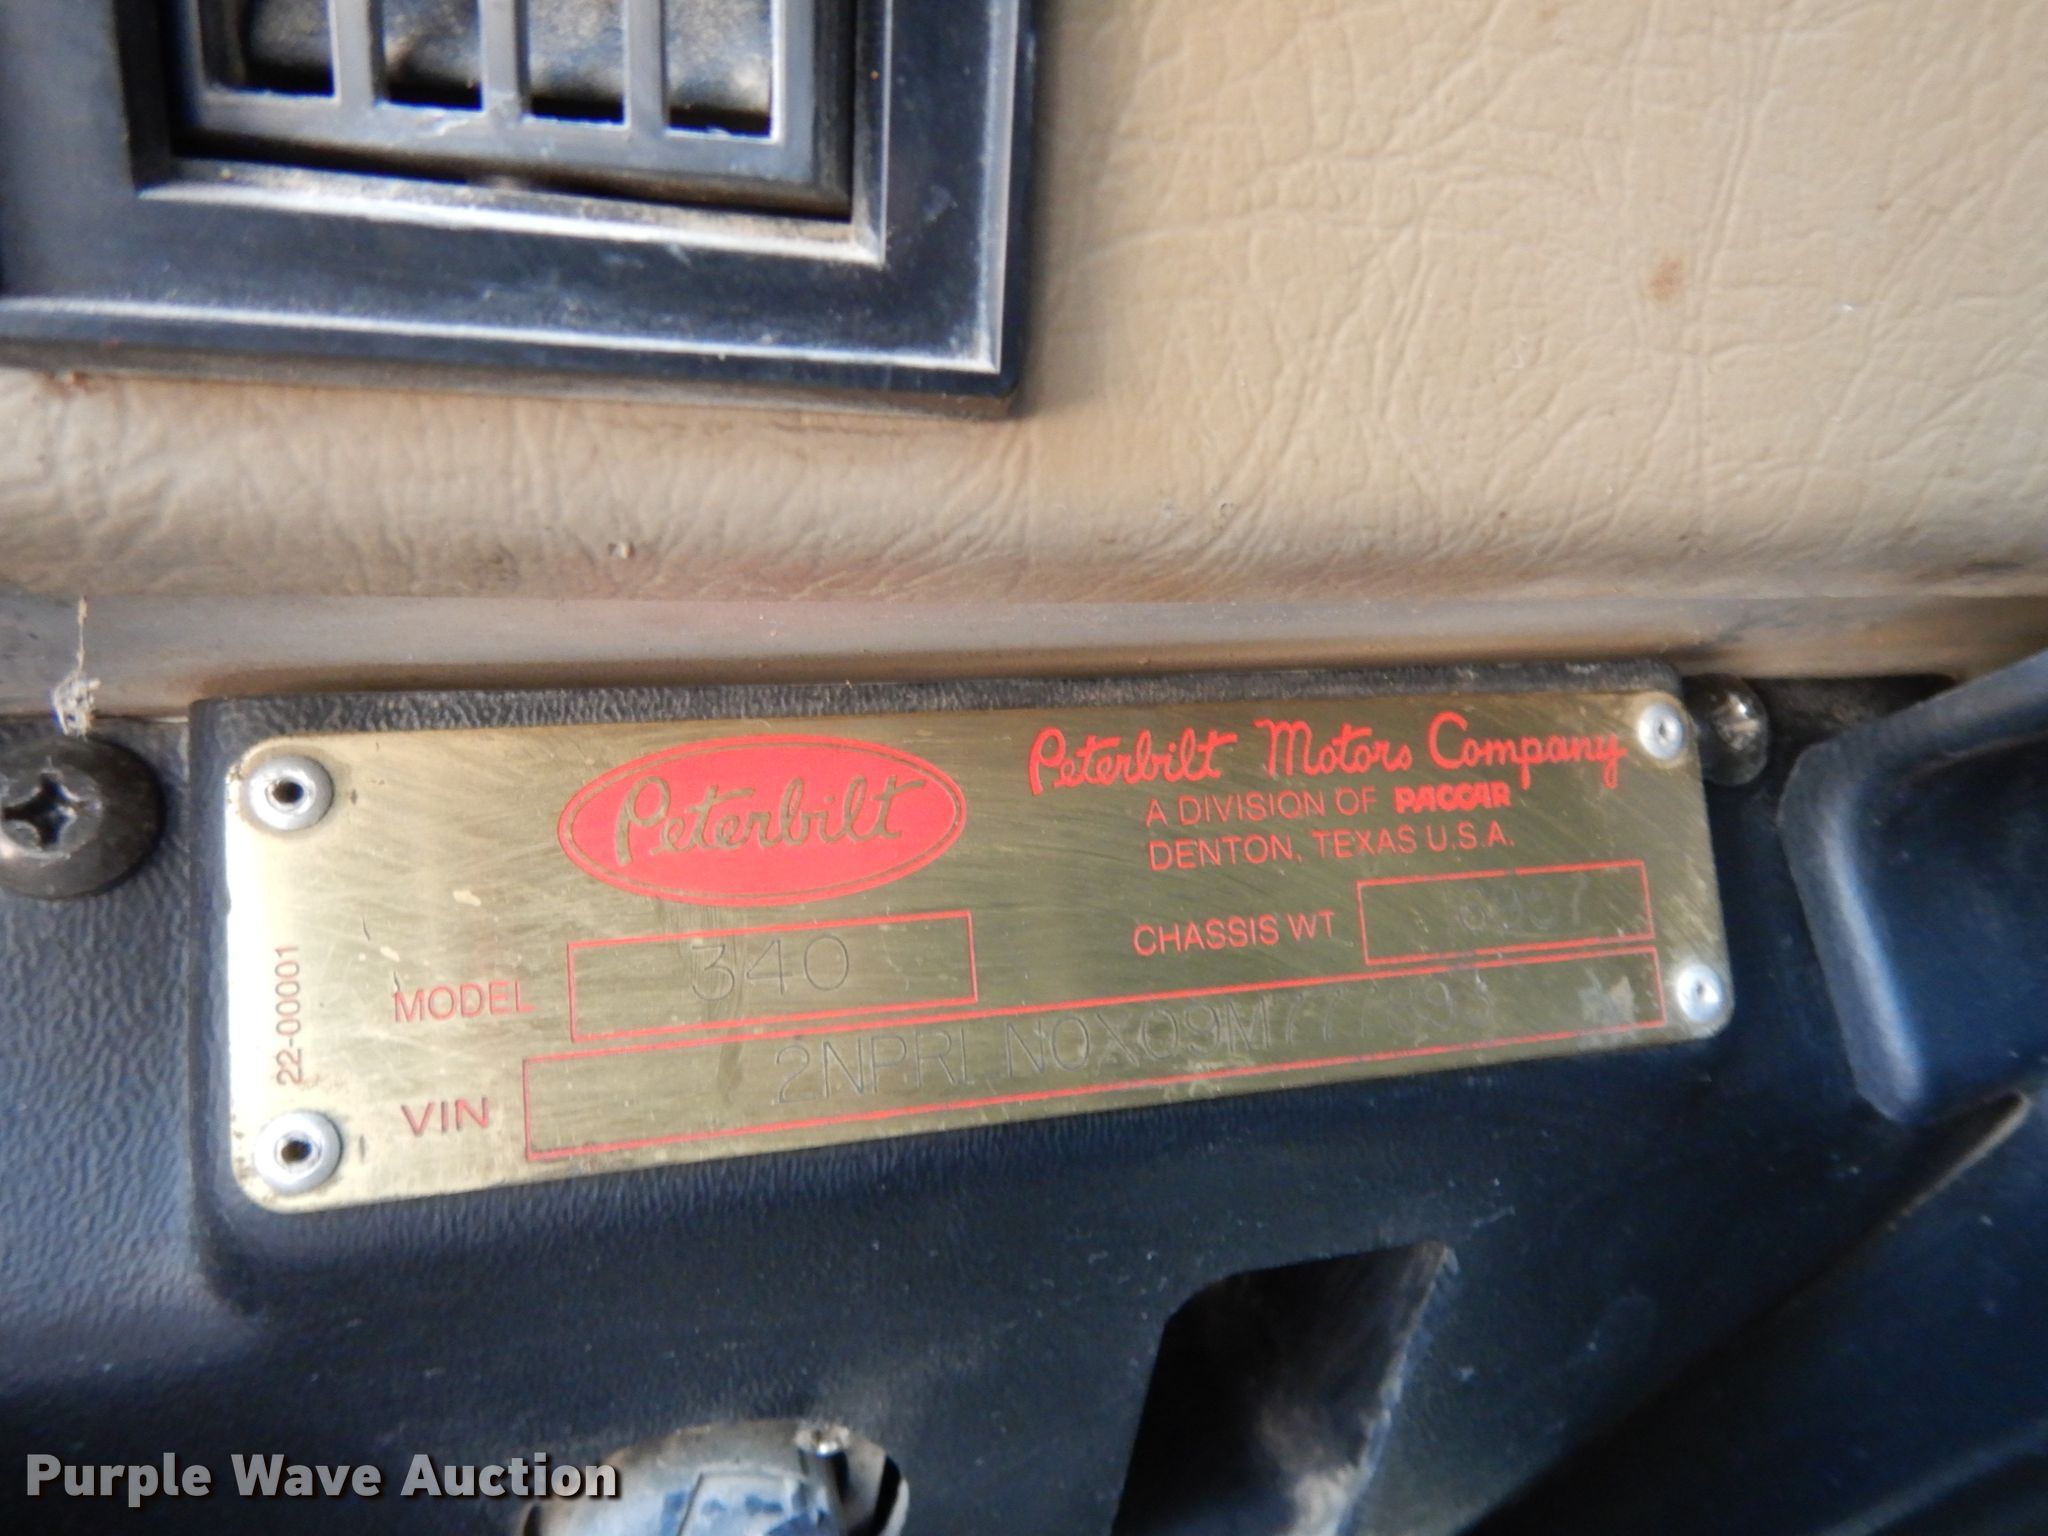 Peterbilt
Peterbilt Motors Company
A DIVISION OF PACCAR
DENTON, TEXAS U.S.A.
CHASSIS WT
MODEL 340
VIN
22-00001
Purple Wave Auction